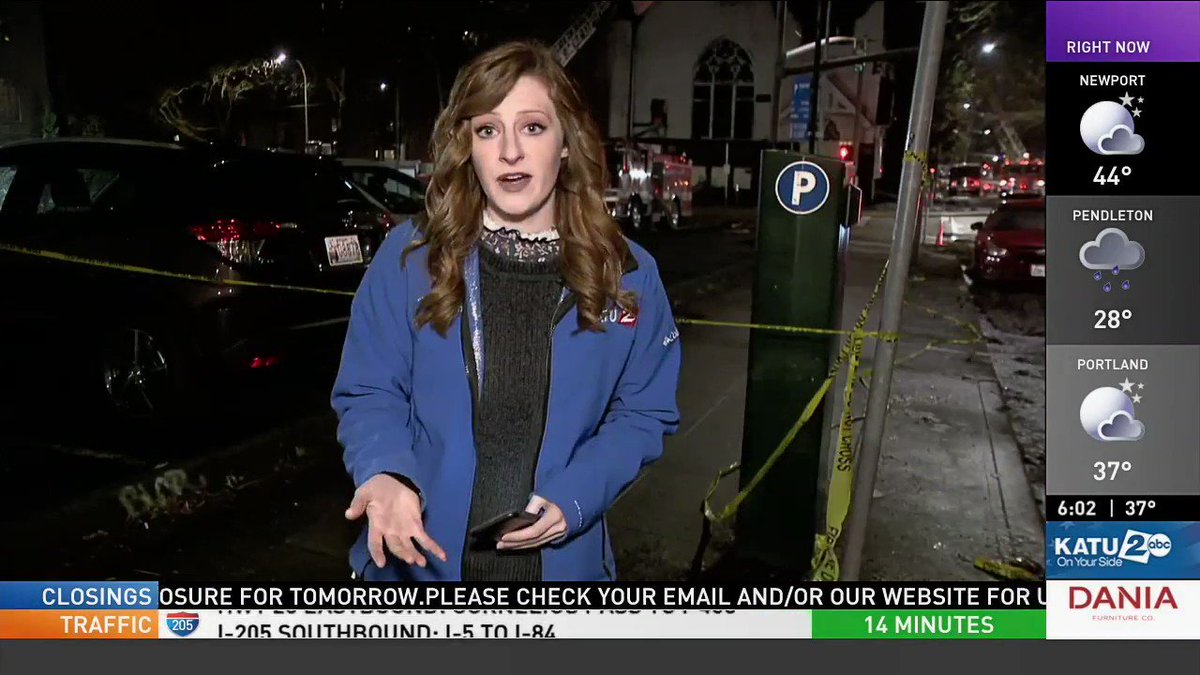 RIGHT NOW
NEWPORT
44°
PENDLETON
28°
PORTLAND
37°
6:02 | 37°
KATU 2 abc
On Your Side
DANIA
FURNITURE CO.
P
2
CROSS
CLOSINGS OSURE FOR TOMORROW.PLEASE CHECK YOUR EMAIL AND/OR OUR WEBSITE FOR U
TRAFFIC 205 I-205 SOUTHBOUND: I-5 TO I-84 14 MINUTES